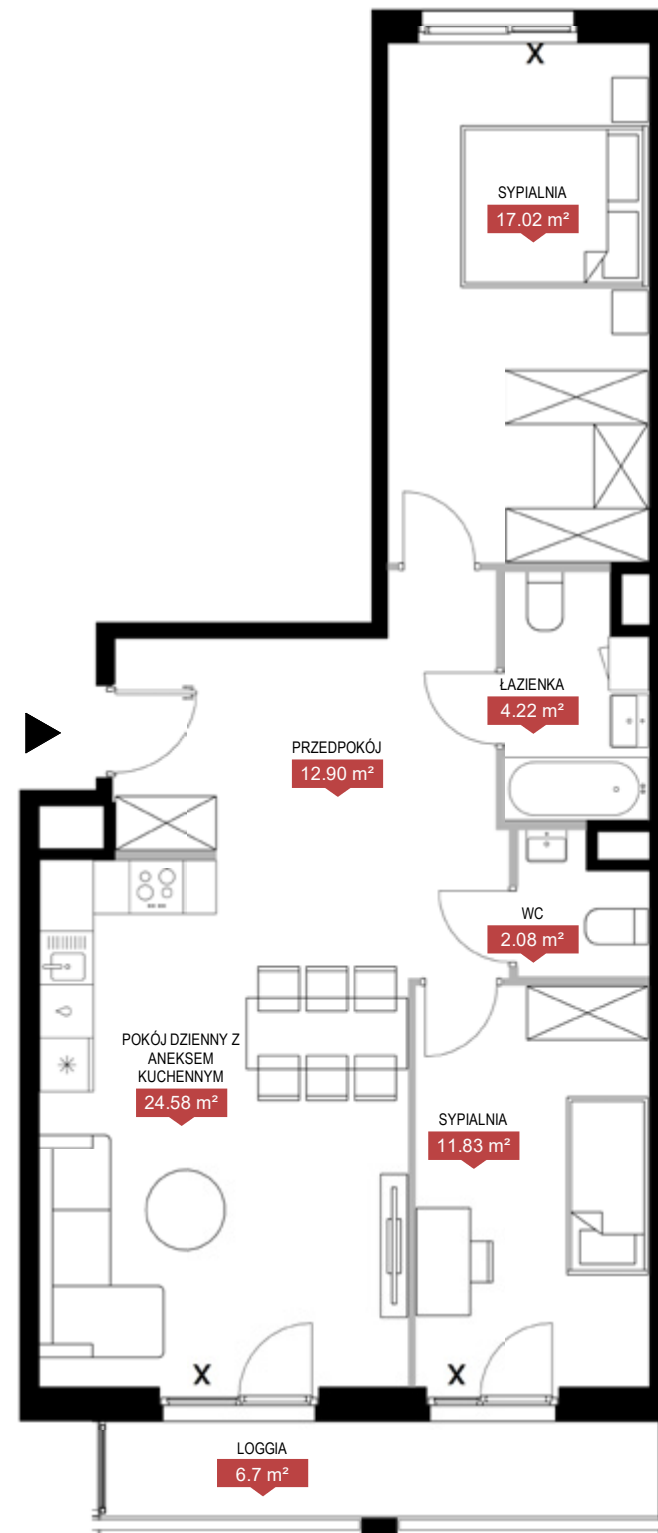 X
SYPIALNIA
17.02 m²
ŁAZIENKA
4.22 m²
PRZEDPOKÓJ
12.90 m²
WC
2.08 m²
POKÓJ DZIENNY Z
ANEKSEM
KUCHENNYM
24.58 m²
SYPIALNIA
11.83 m²
X
X
LOGGIA
6.7 m²